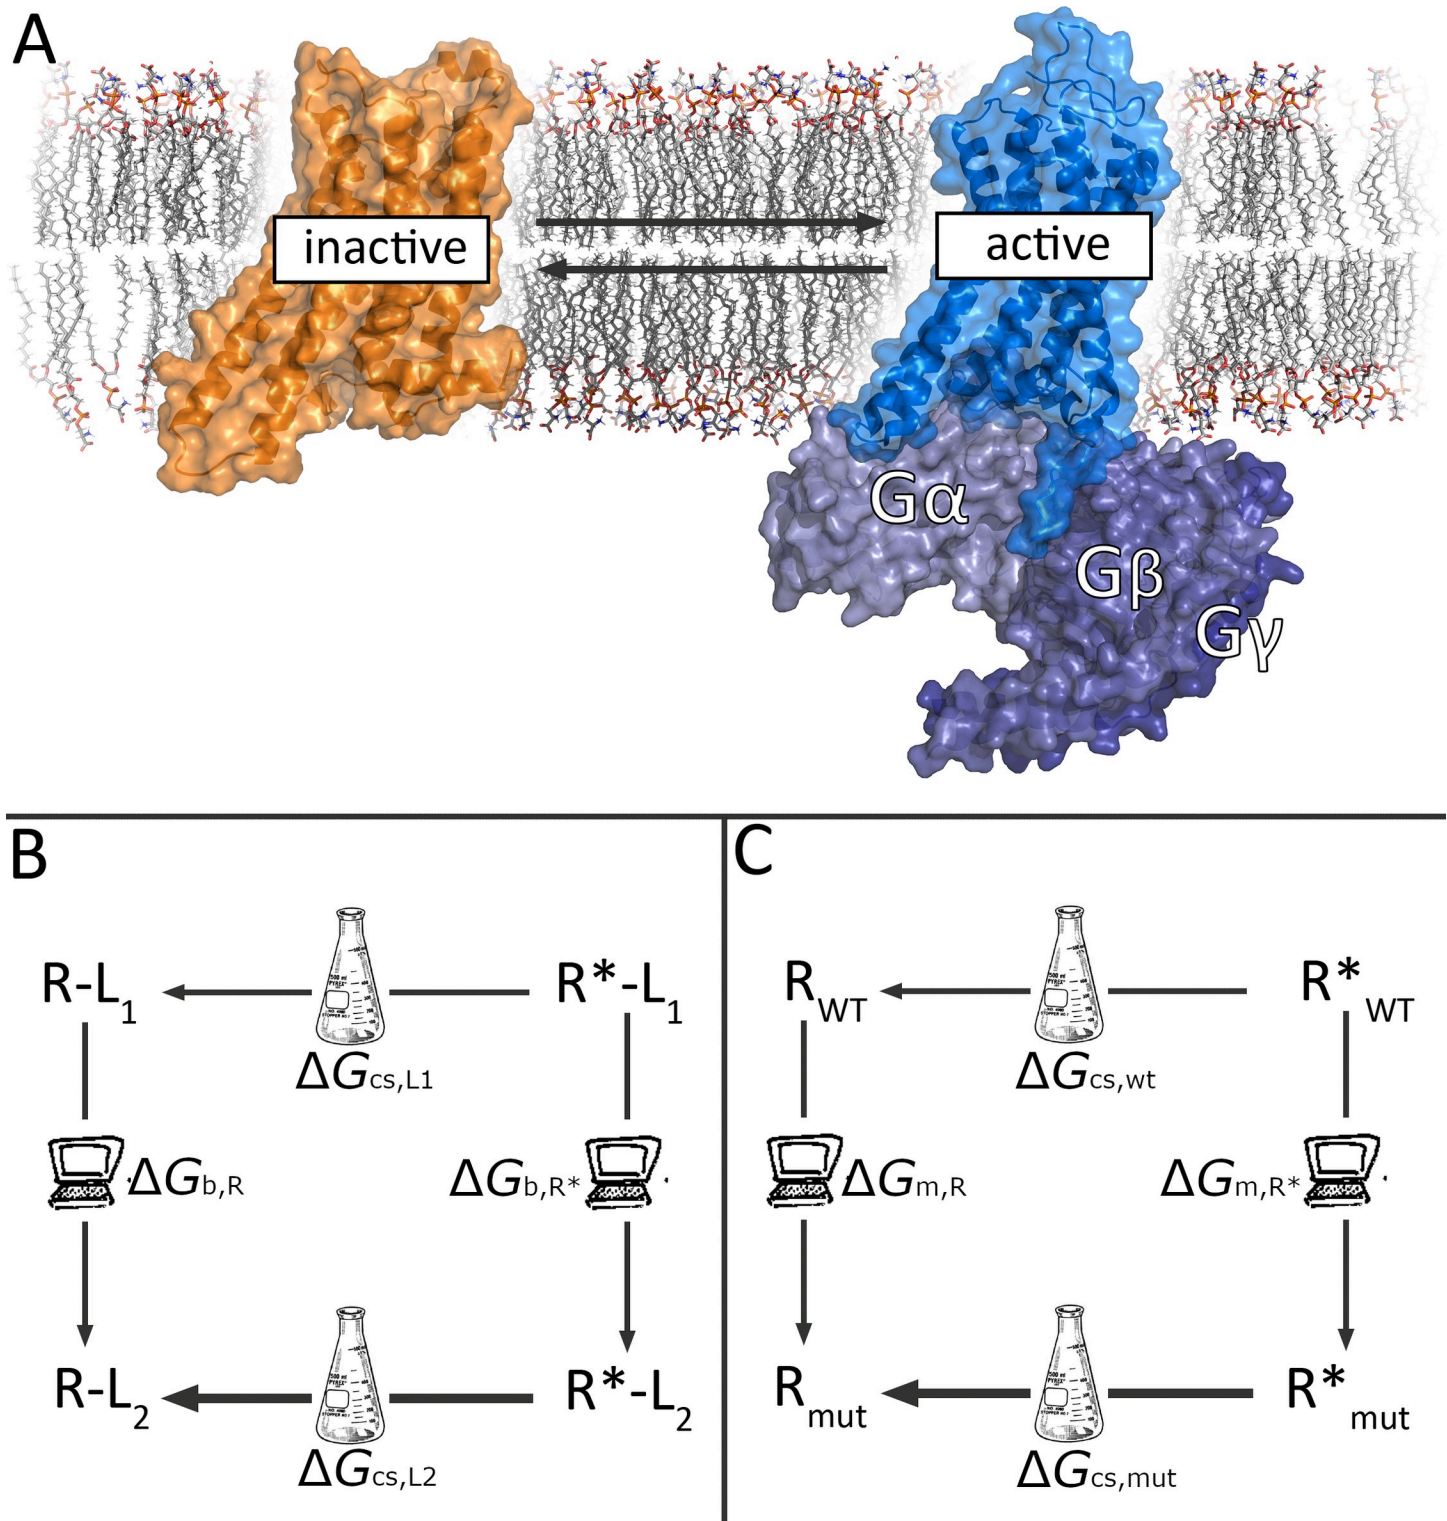 A
inactive
active
Gα
Gβ
Gγ
B
R-L1
R*-L1
ΔGcs,L1
ΔGb,R
ΔGb,R*
R-L2
R*-L2
ΔGcs,L2
C
RWT
R*WT
ΔGcs,wt
ΔGm,R
ΔGm,R*
Rmut
R*mut
ΔGcs,mut